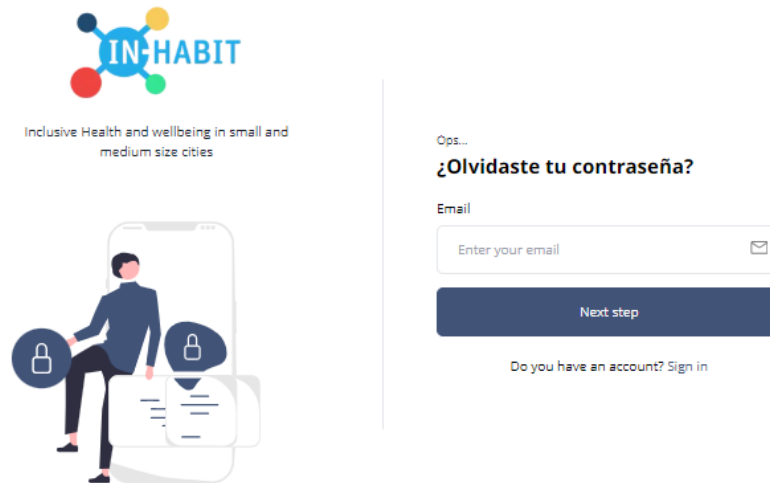 IN-HABIT
Inclusive Health and wellbeing in small and
medium size cities
Ops...
¿Olvidaste tu contraseña?
Email
Enter your email
Next step
Do you have an account? Sign in